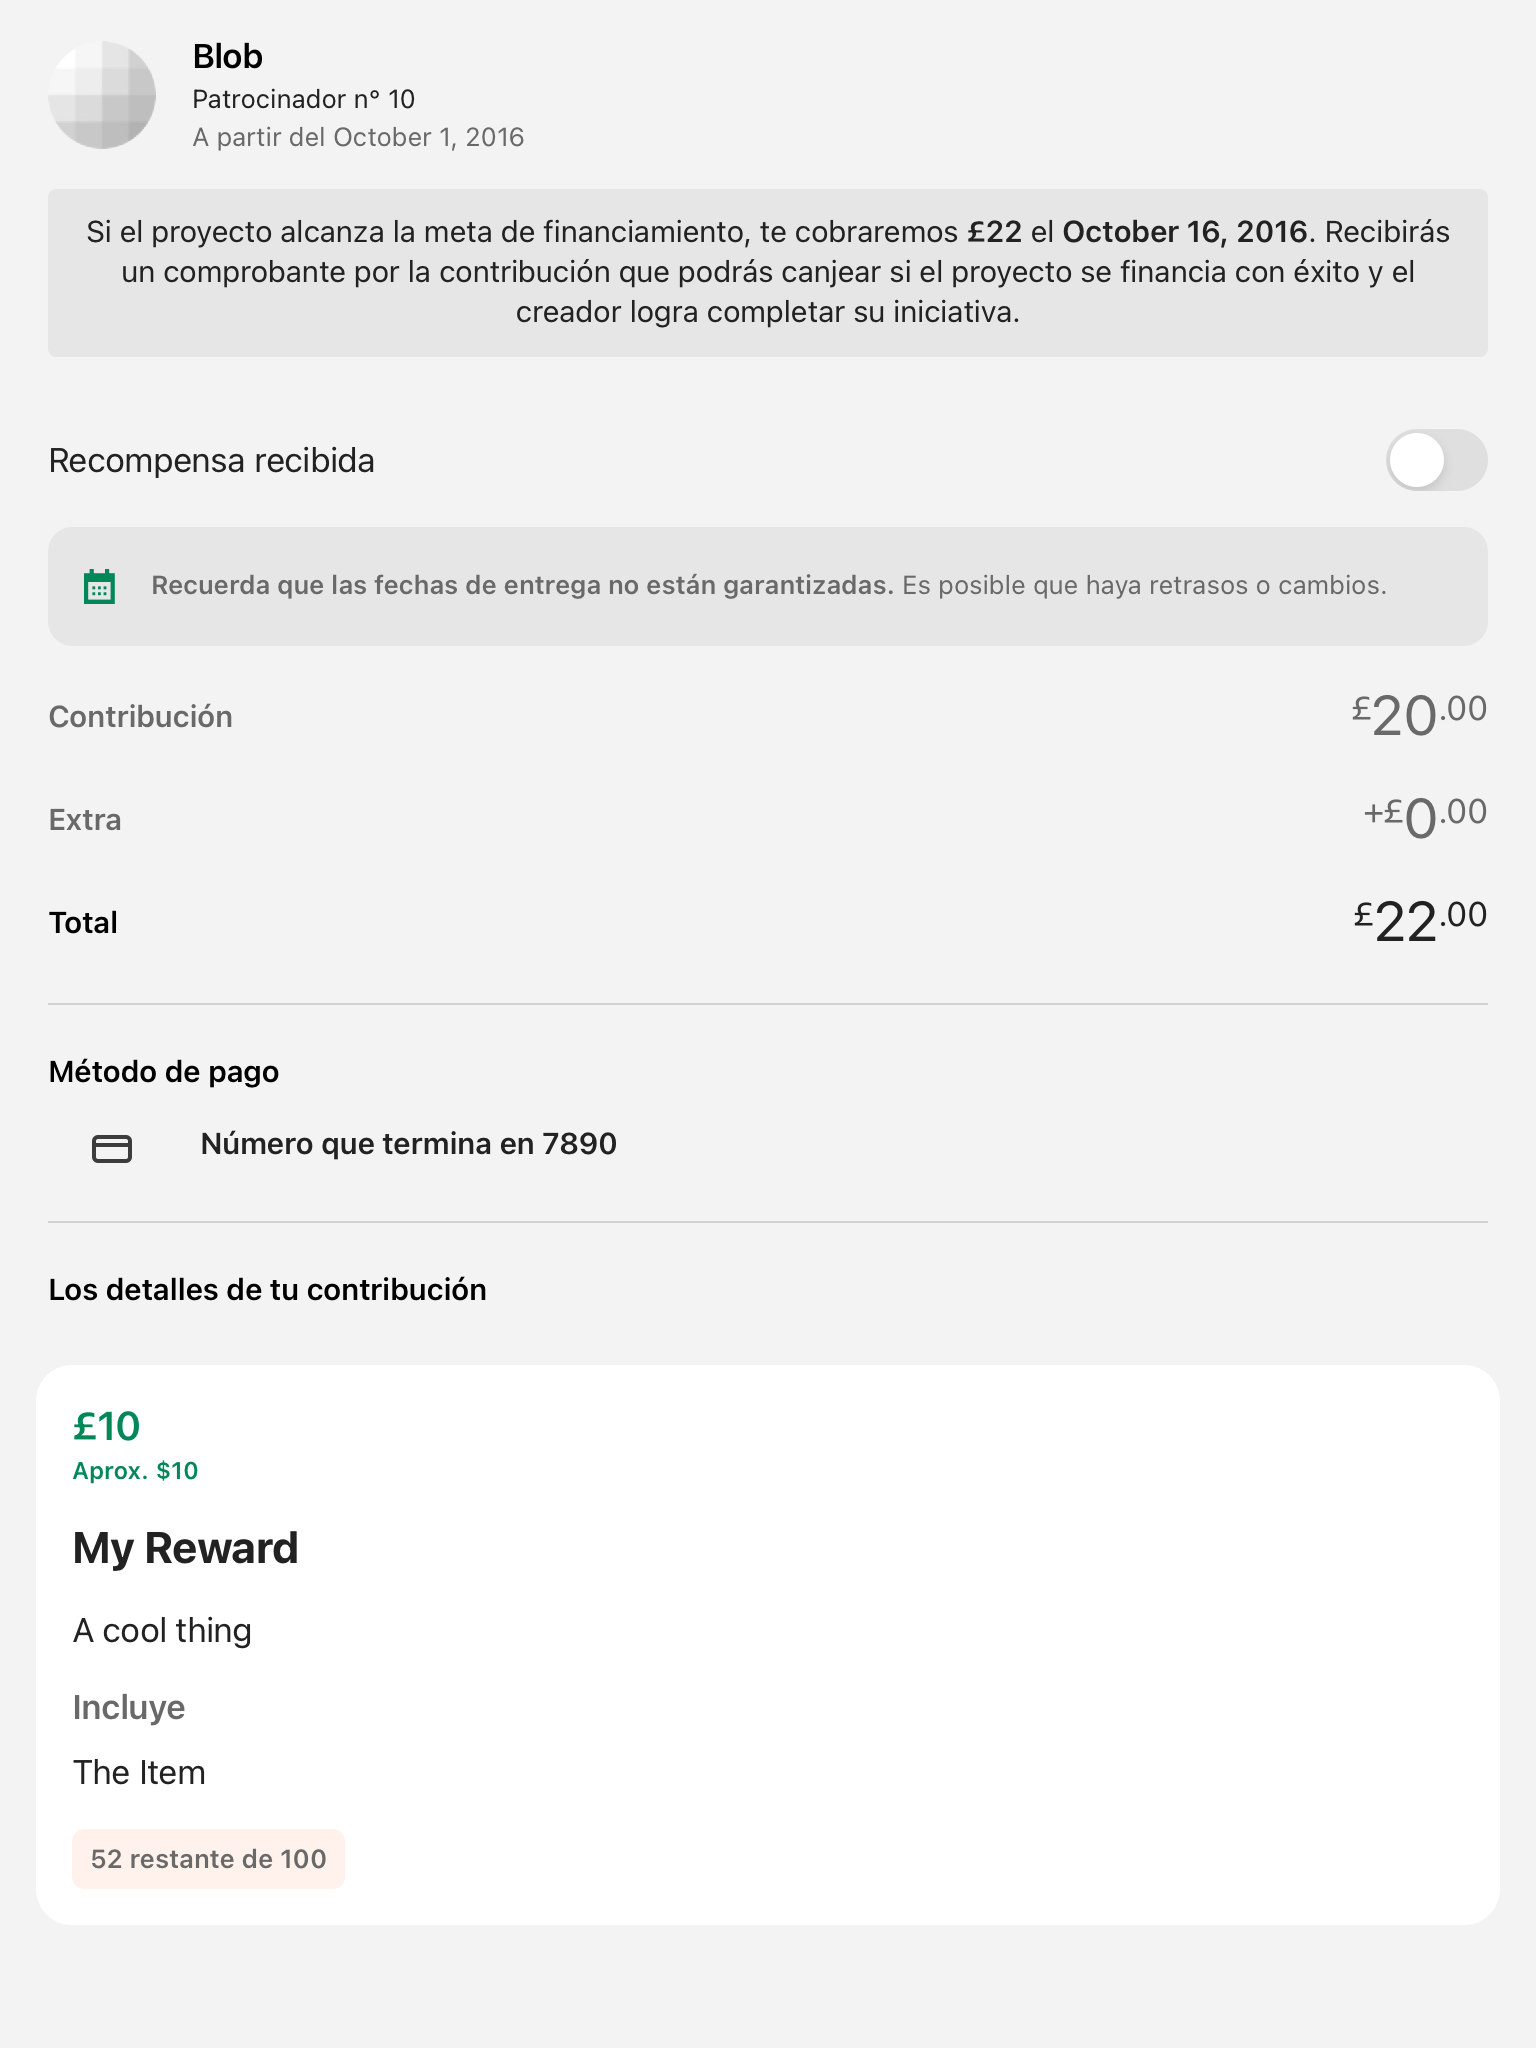 Blob
Patrocinador n° 10
A partir del October 1, 2016
Si el proyecto alcanza la meta de financiamiento, te cobraremos £22 el October 16, 2016. Recibirás
un comprobante por la contribución que podrás canjear si el proyecto se financia con éxito y el
creador logra completar su iniciativa.
Recompensa recibida
Recuerda que las fechas de entrega no están garantizadas. Es posible que haya retrasos o cambios.
Contribución £20.00
Extra +£0.00
Total £22.00
Método de pago
Número que termina en 7890
Los detalles de tu contribución
£10
Aprox. $10
My Reward
A cool thing
Incluye
The Item
52 restante de 100